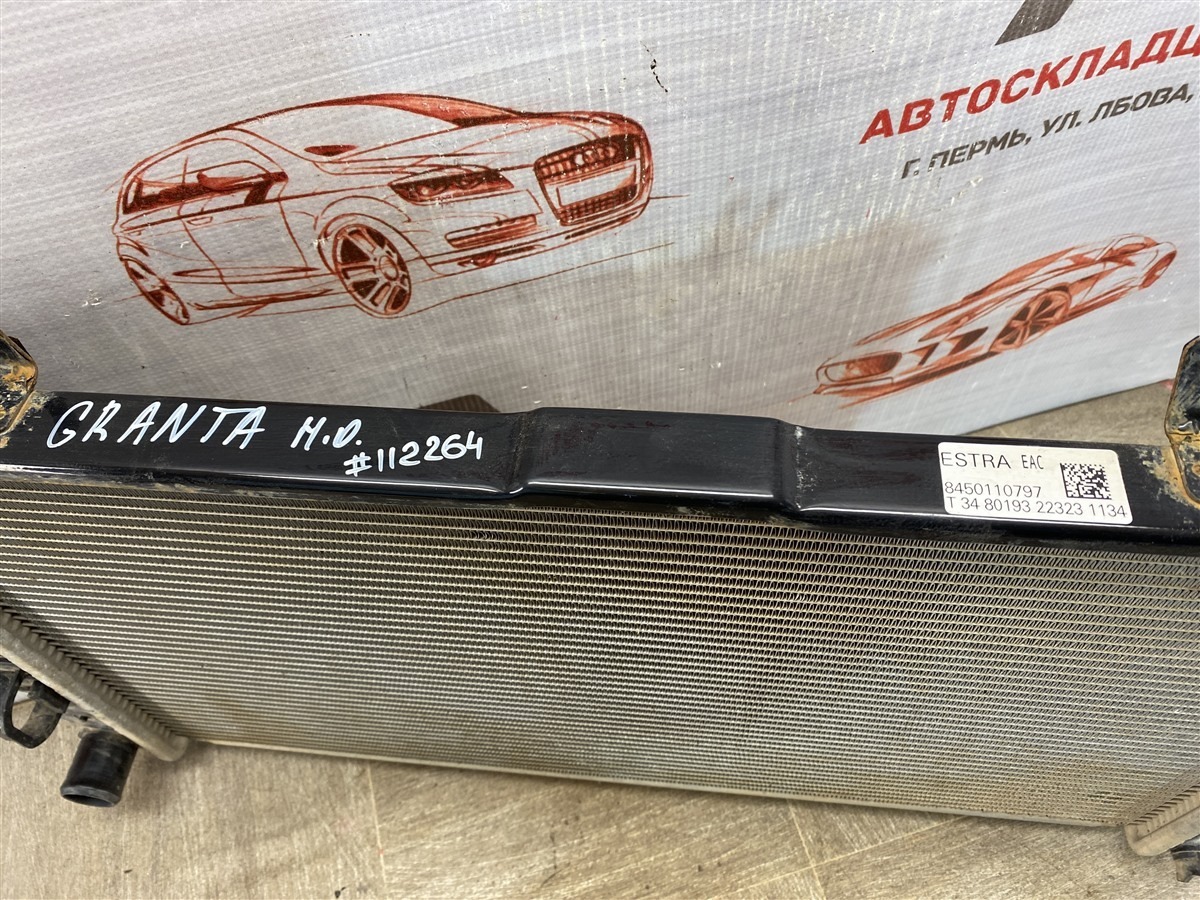 АВТОСКЛАДЦ
Г. ПЕРМЬ, УЛ. ЛБОВА,
GRANTA Н.О.
#112264
ESTRA EAC
8450110797
T 34 80193 22323 1134